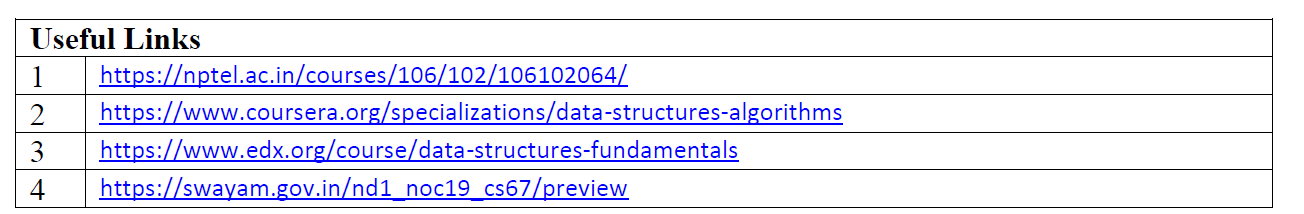 Useful Links
1 https://nptel.ac.in/courses/106/102/106102064/
2 https://www.coursera.org/specializations/data-structures-algorithms
3 https://www.edx.org/course/data-structures-fundamentals
4 https://swayam.gov.in/nd1_noc19_cs67/preview